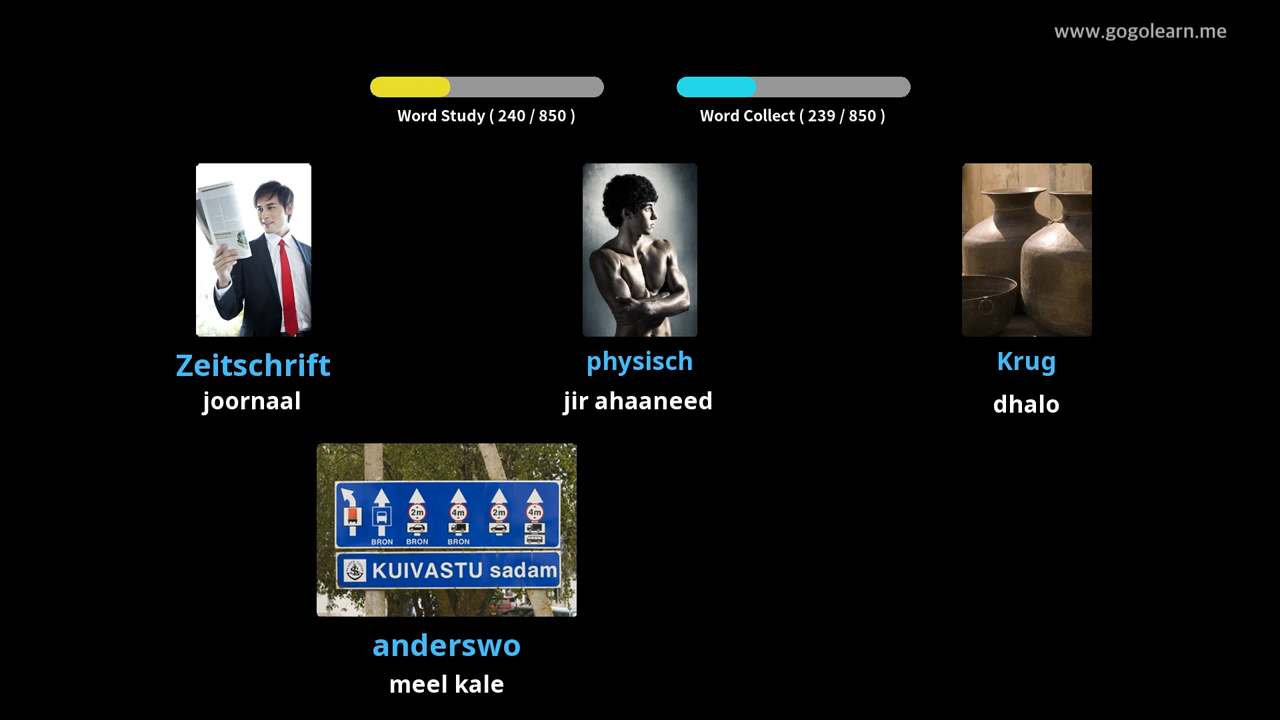 www.gogolearn.me
Word Study ( 240 / 850 )
Word Collect ( 239 / 850 )
Zeitschrift
joornaal
physisch
jir ahaaneed
Krug
dhalo
2m 4m 2m 4m
BRON BRON BRON
KUIVASTU sadam
anderswo
meel kale